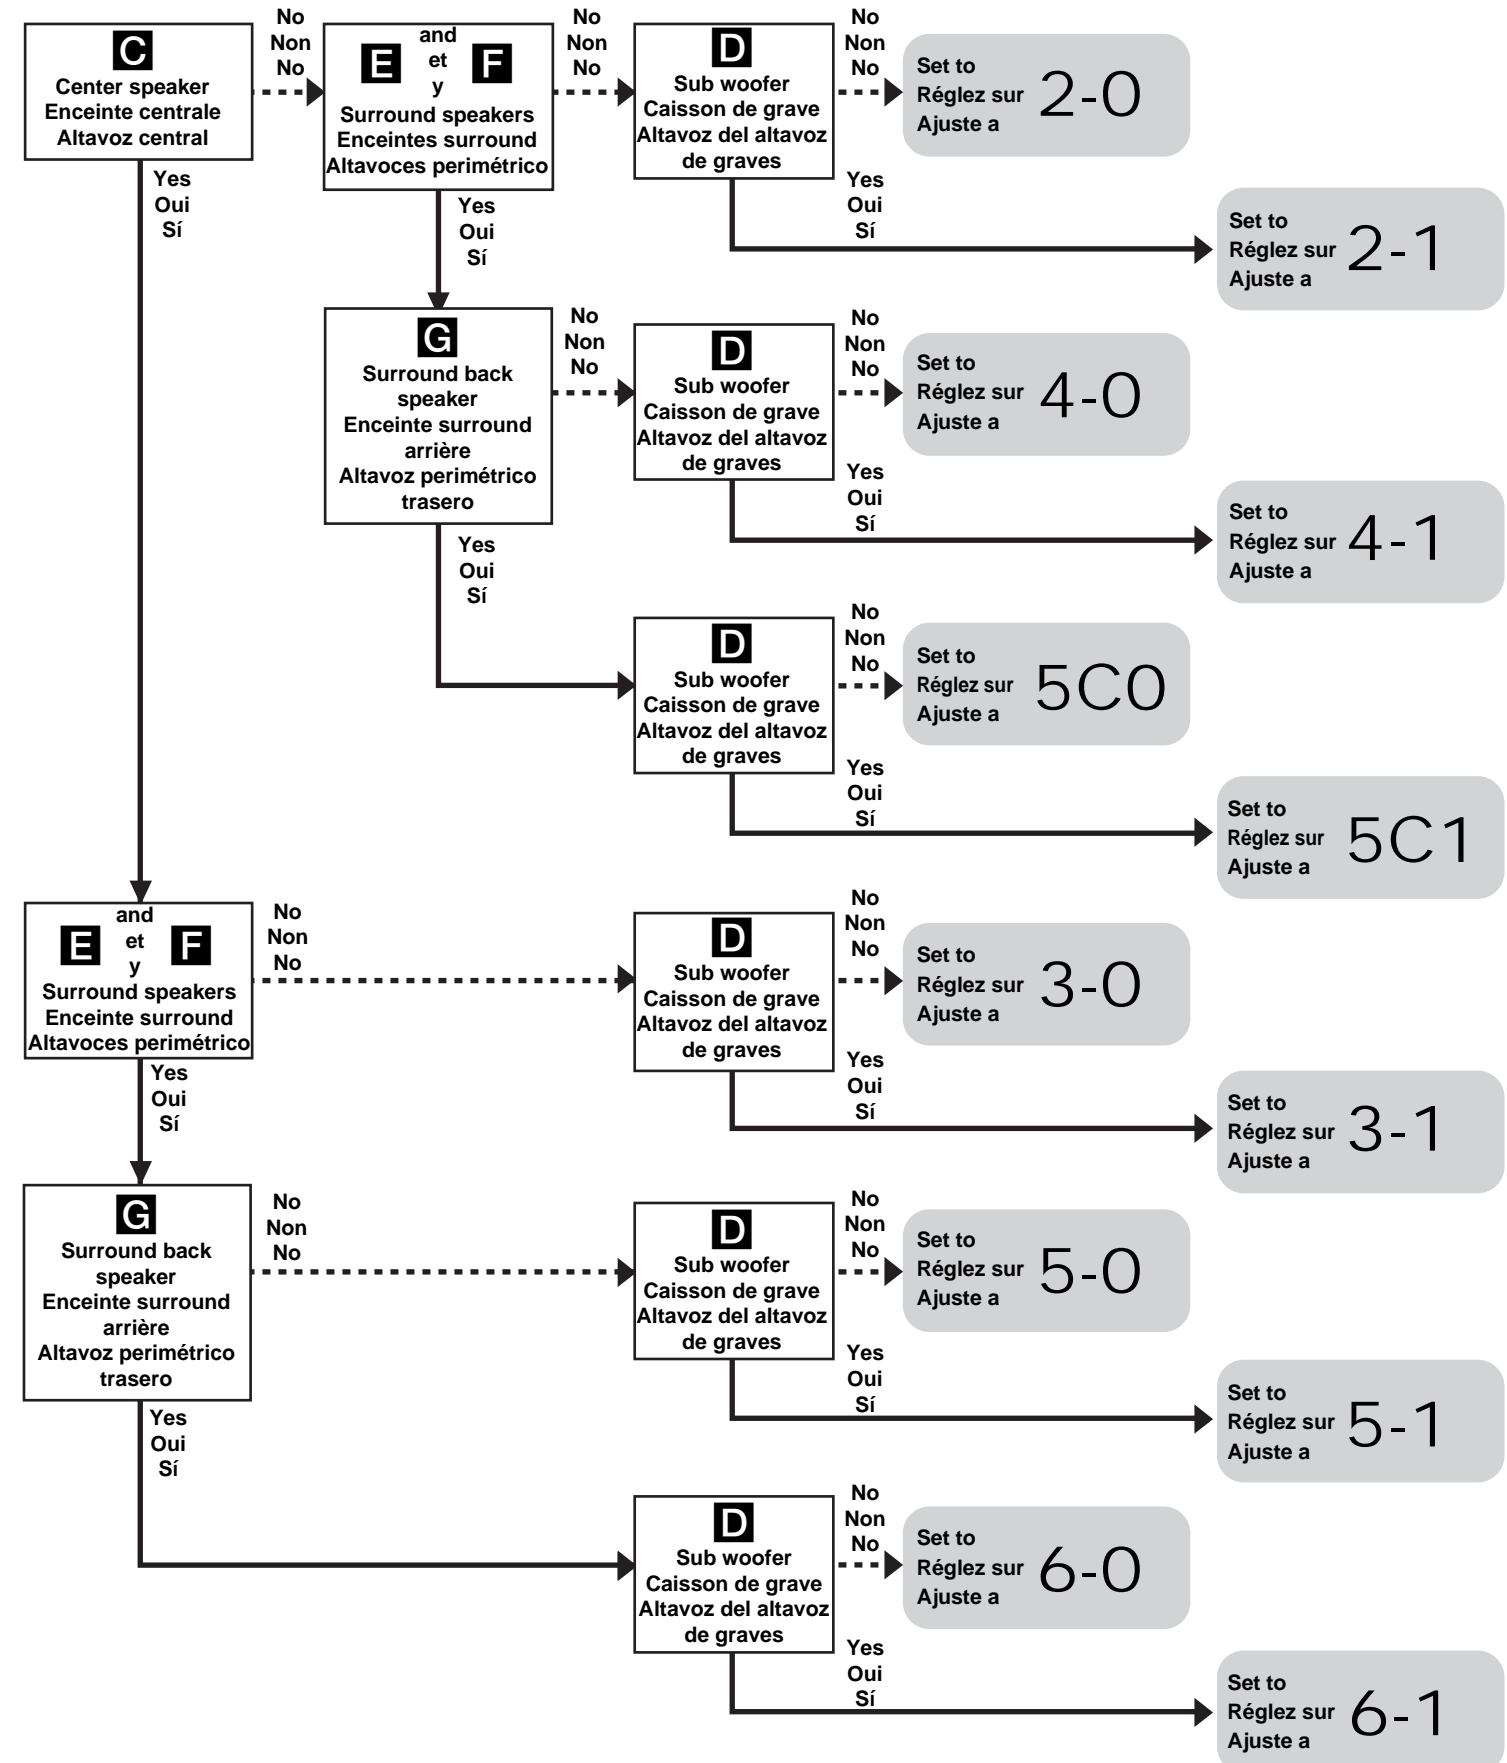 C
Center speaker
Enceinte centrale
Altavoz central
No
Non
No
Yes
Oui
Sí
E and F
et
y
Surround speakers
Enceintes surround
Altavoces perimétrico
No
Non
No
Yes
Oui
Sí
D
Sub woofer
Caisson de grave
Altavoz del altavoz
de graves
No
Non
No
Set to
Réglez sur
Ajuste a
2-0
Yes
Oui
Sí
Set to
Réglez sur
Ajuste a
2-1
G
Surround back
speaker
Enceinte surround
arrière
Altavoz perimétrico
trasero
No
Non
No
Yes
Oui
Sí
D
Sub woofer
Caisson de grave
Altavoz del altavoz
de graves
No
Non
No
Set to
Réglez sur
Ajuste a
4-0
Yes
Oui
Sí
Set to
Réglez sur
Ajuste a
4-1
D
Sub woofer
Caisson de grave
Altavoz del altavoz
de graves
No
Non
No
Set to
Réglez sur
Ajuste a
5C0
Yes
Oui
Sí
Set to
Réglez sur
Ajuste a
5C1
E and F
et
y
Surround speakers
Enceinte surround
Altavoces perimétrico
No
Non
No
Yes
Oui
Sí
D
Sub woofer
Caisson de grave
Altavoz del altavoz
de graves
No
Non
No
Set to
Réglez sur
Ajuste a
3-0
Yes
Oui
Sí
Set to
Réglez sur
Ajuste a
3-1
G
Surround back
speaker
Enceinte surround
arrière
Altavoz perimétrico
trasero
No
Non
No
Yes
Oui
Sí
D
Sub woofer
Caisson de grave
Altavoz del altavoz
de graves
No
Non
No
Set to
Réglez sur
Ajuste a
5-0
Yes
Oui
Sí
Set to
Réglez sur
Ajuste a
5-1
D
Sub woofer
Caisson de grave
Altavoz del altavoz
de graves
No
Non
No
Set to
Réglez sur
Ajuste a
6-0
Yes
Oui
Sí
Set to
Réglez sur
Ajuste a
6-1